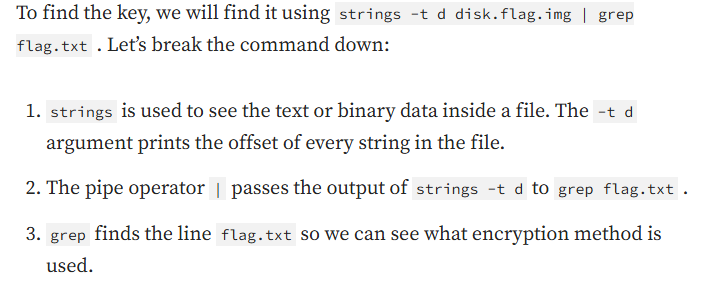 To find the key, we will find it using strings -t d disk.flag.img | grep
flag.txt . Let’s break the command down:
1. strings is used to see the text or binary data inside a file. The -t d
argument prints the offset of every string in the file.
2. The pipe operator | passes the output of strings -t d to grep flag.txt .
3. grep finds the line flag.txt so we can see what encryption method is
used.